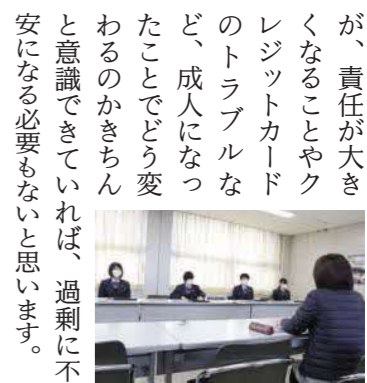 が、責任が大き
くなることやク
レジットカード
のトラブルな
ど、成人になっ
たことでどう変
わるのかきちん
と意識できていれば、過剰に不
安になる必要もないと思います。